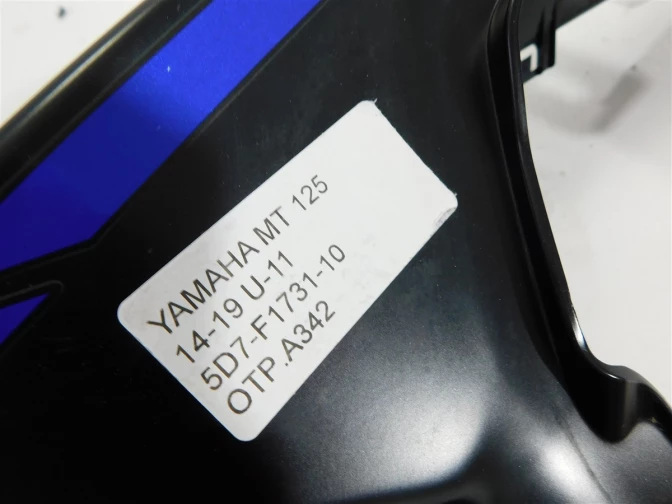 YAMAHA MT 125
14-19 U-11
5D7-F1731-10
OTP.A342